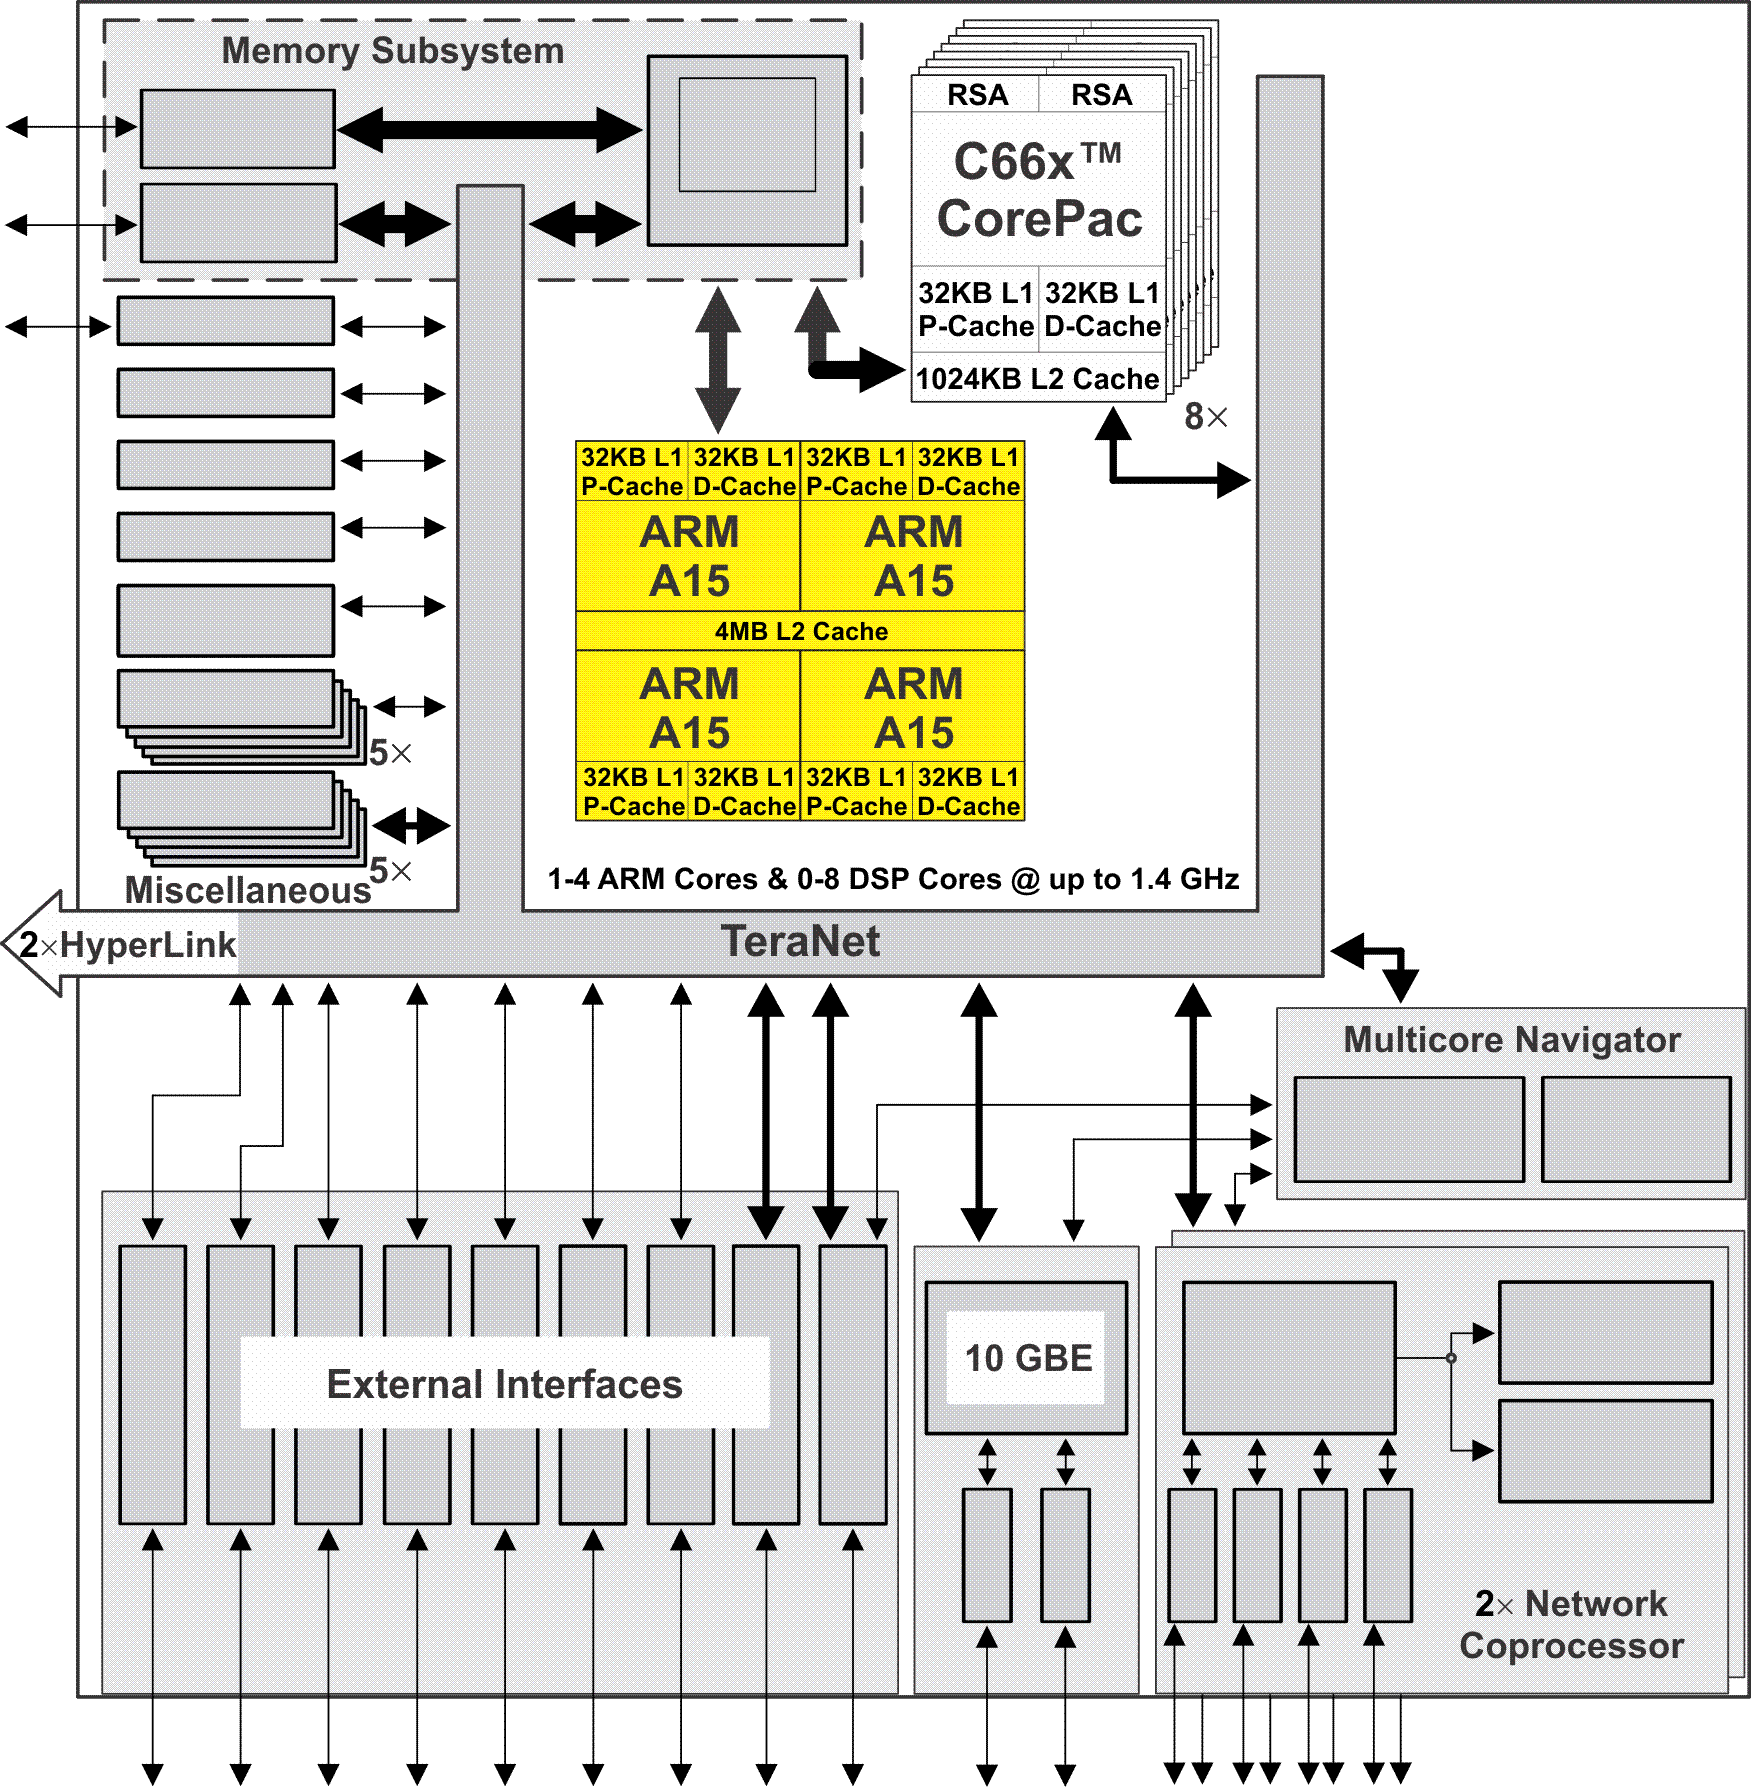 Memory Subsystem
RSA RSA
C66x™
CorePac
32KB L1 32KB L1
P-Cache D-Cache
1024KB L2 Cache
8×
32KB L1 32KB L1 32KB L1 32KB L1
P-Cache D-Cache P-Cache D-Cache
ARM ARM
A15 A15
4MB L2 Cache
ARM ARM
A15 A15
32KB L1 32KB L1 32KB L1 32KB L1
P-Cache D-Cache P-Cache D-Cache
5×
5×
Miscellaneous
1-4 ARM Cores & 0-8 DSP Cores @ up to 1.4 GHz
2×HyperLink
TeraNet
Multicore Navigator
External Interfaces
10 GBE
2× Network
Coprocessor